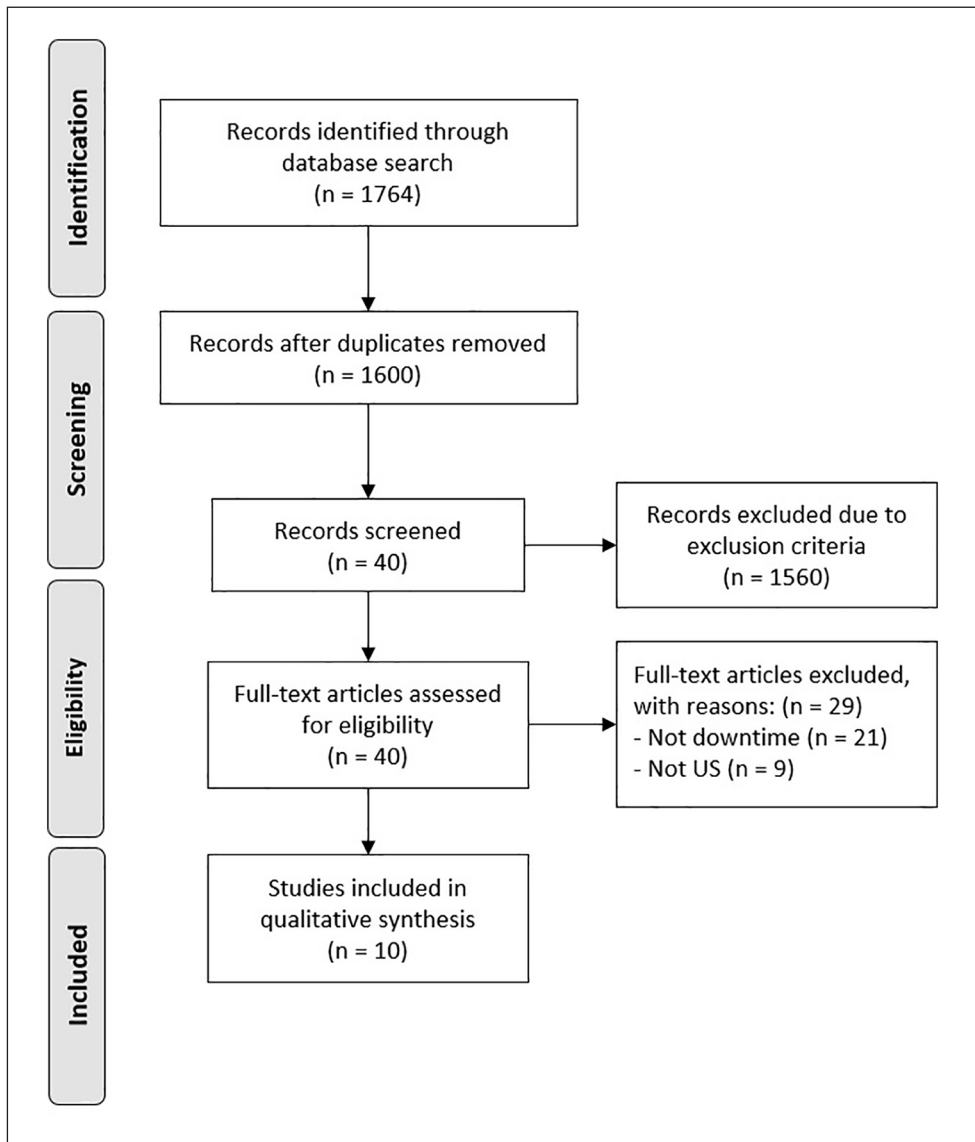 Identification
Records identified through
database search
(n = 1764)
Screening
Records after duplicates removed
(n = 1600)
Records screened
(n = 40)
Records excluded due to
exclusion criteria
(n = 1560)
Eligibility
Full-text articles assessed
for eligibility
(n = 40)
Full-text articles excluded,
with reasons: (n = 29)
- Not downtime (n = 21)
- Not US (n = 9)
Included
Studies included in
qualitative synthesis
(n = 10)